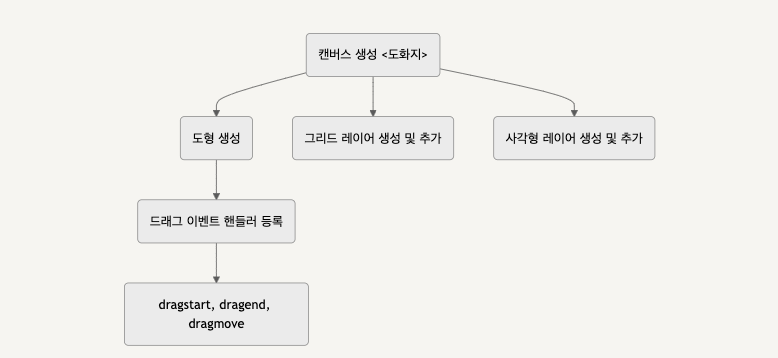 캔버스 생성 <도화지>
도형 생성
그리드 레이어 생성 및 추가
사각형 레이어 생성 및 추가
드래그 이벤트 핸들러 등록
dragstart, dragend,
dragmove